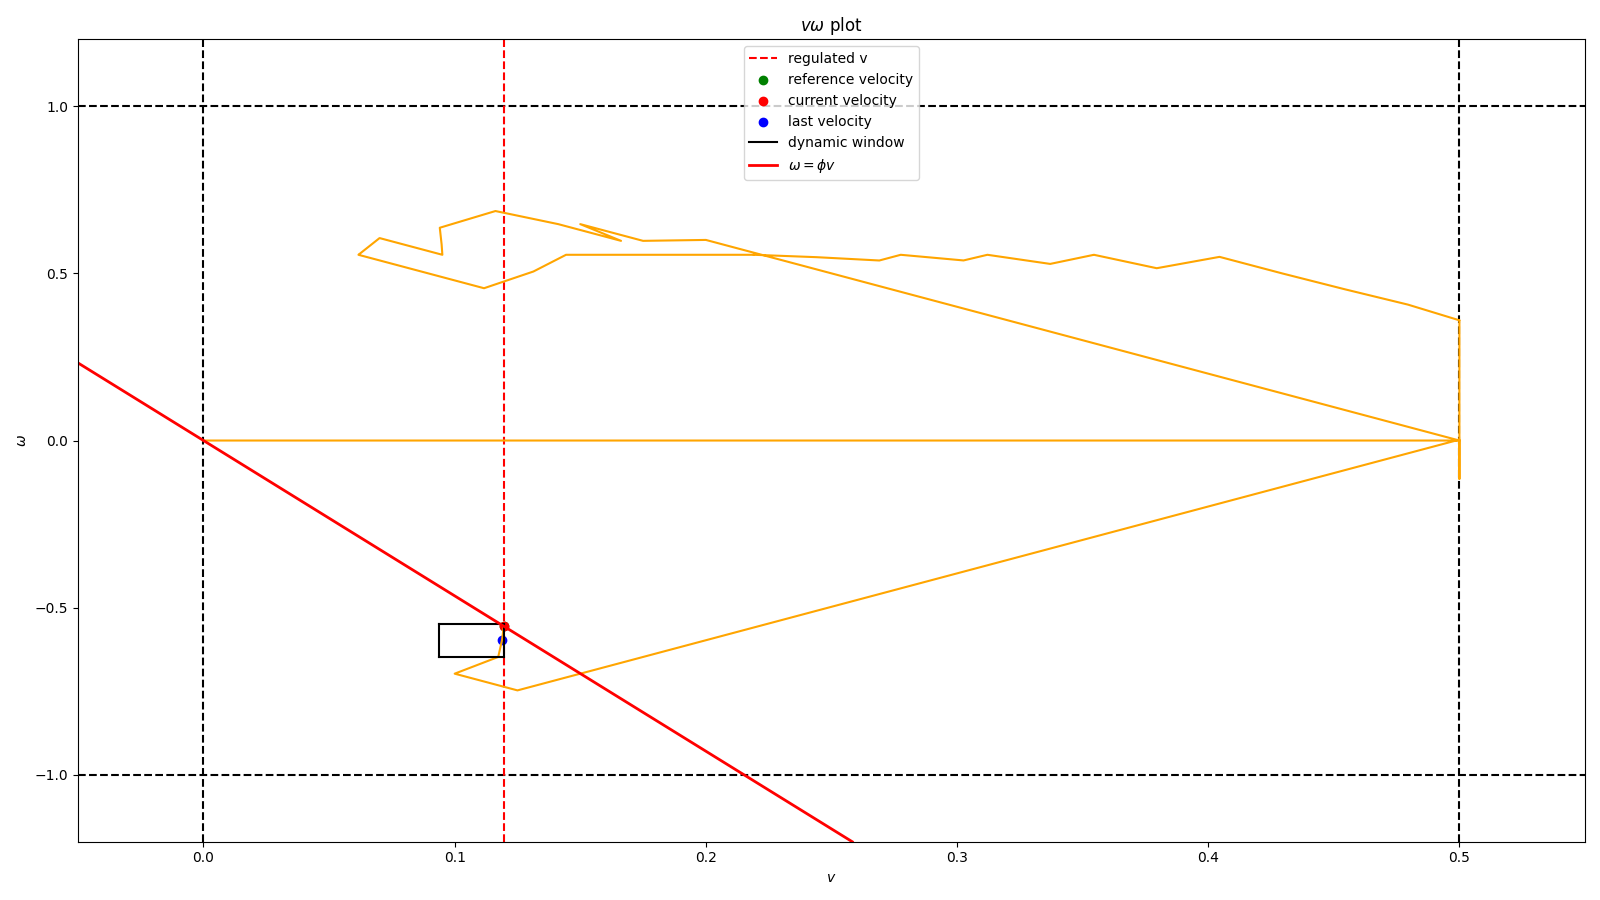 vω plot
regulated v
reference velocity
current velocity
last velocity
dynamic window
ω = ϕv
1.0
0.5
0.0
−0.5
−1.0
ω
0.0 0.1 0.2 0.3 0.4 0.5
v